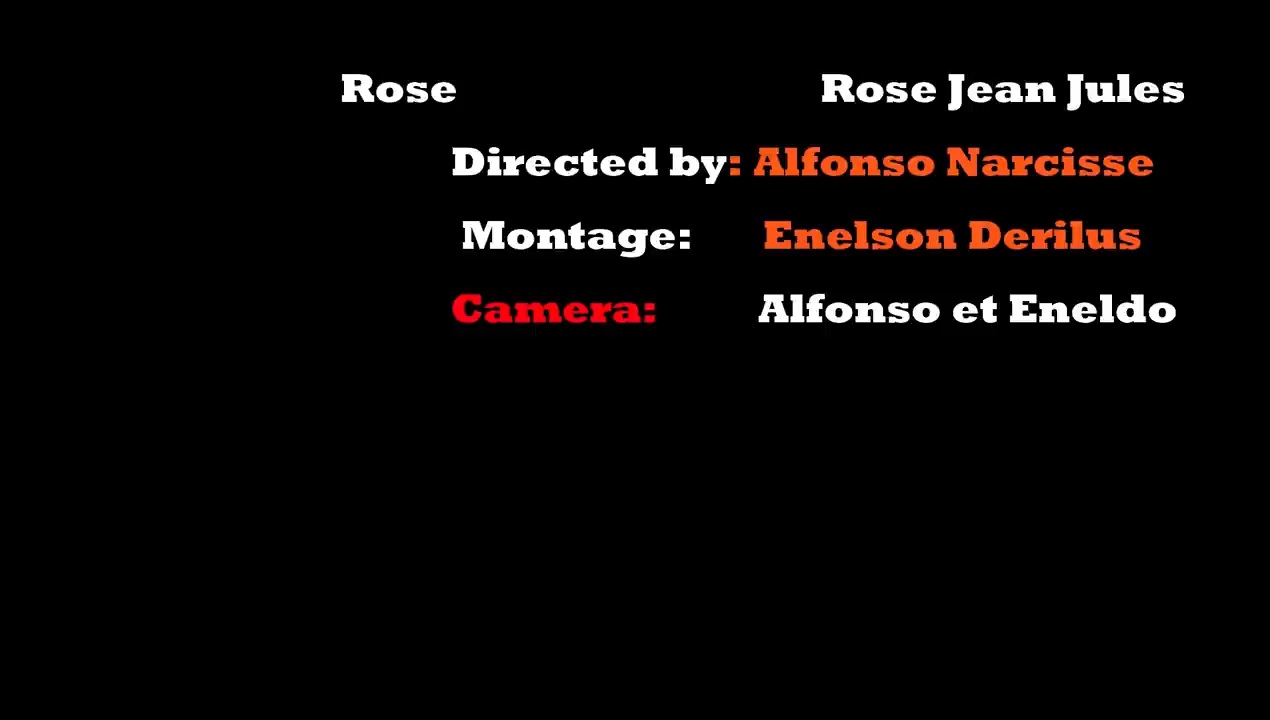 Rose Rose Jean Jules
Directed by: Alfonso Narcisse
Montage: Enelson Derilus
Camera: Alfonso et Eneldo